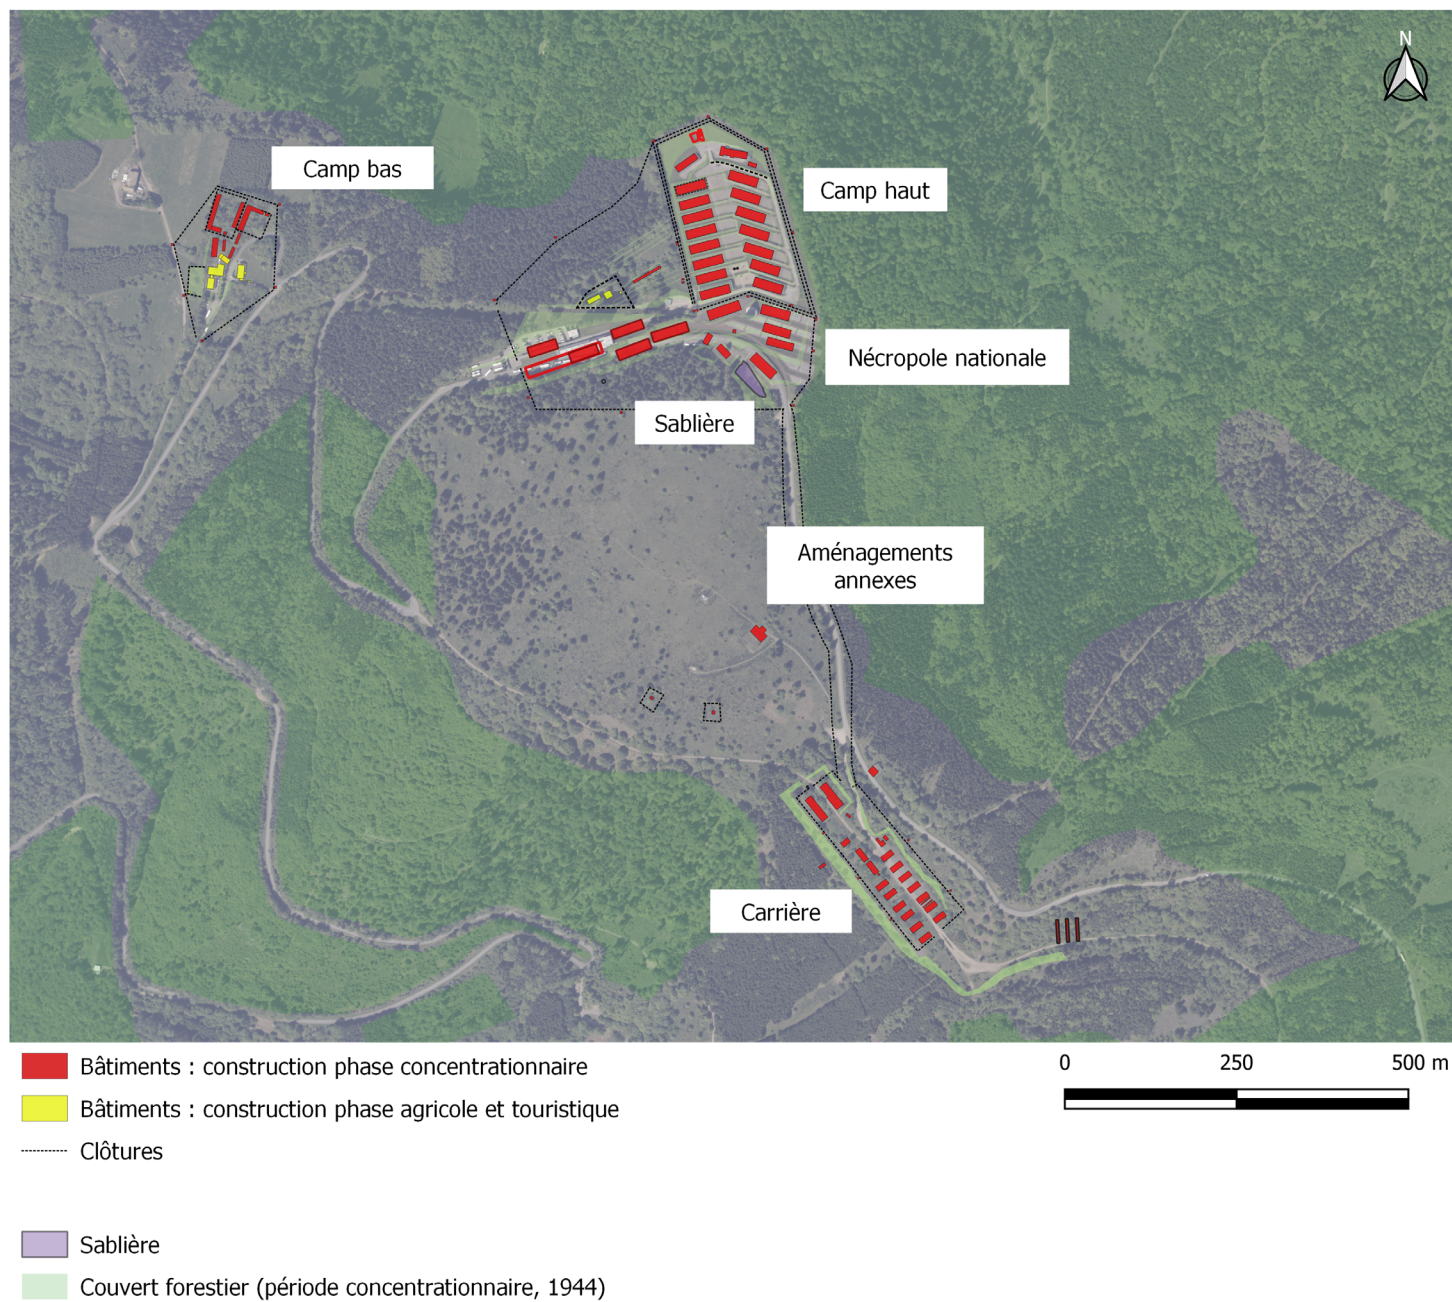 N
Camp bas
Camp haut
Nécropole nationale
Sablière
Aménagements
annexes
Carrière
Bâtiments : construction phase concentrationnaire
Bâtiments : construction phase agricole et touristique
Clôtures
Sablière
Couvert forestier (période concentrationnaire, 1944)
0 250 500 m